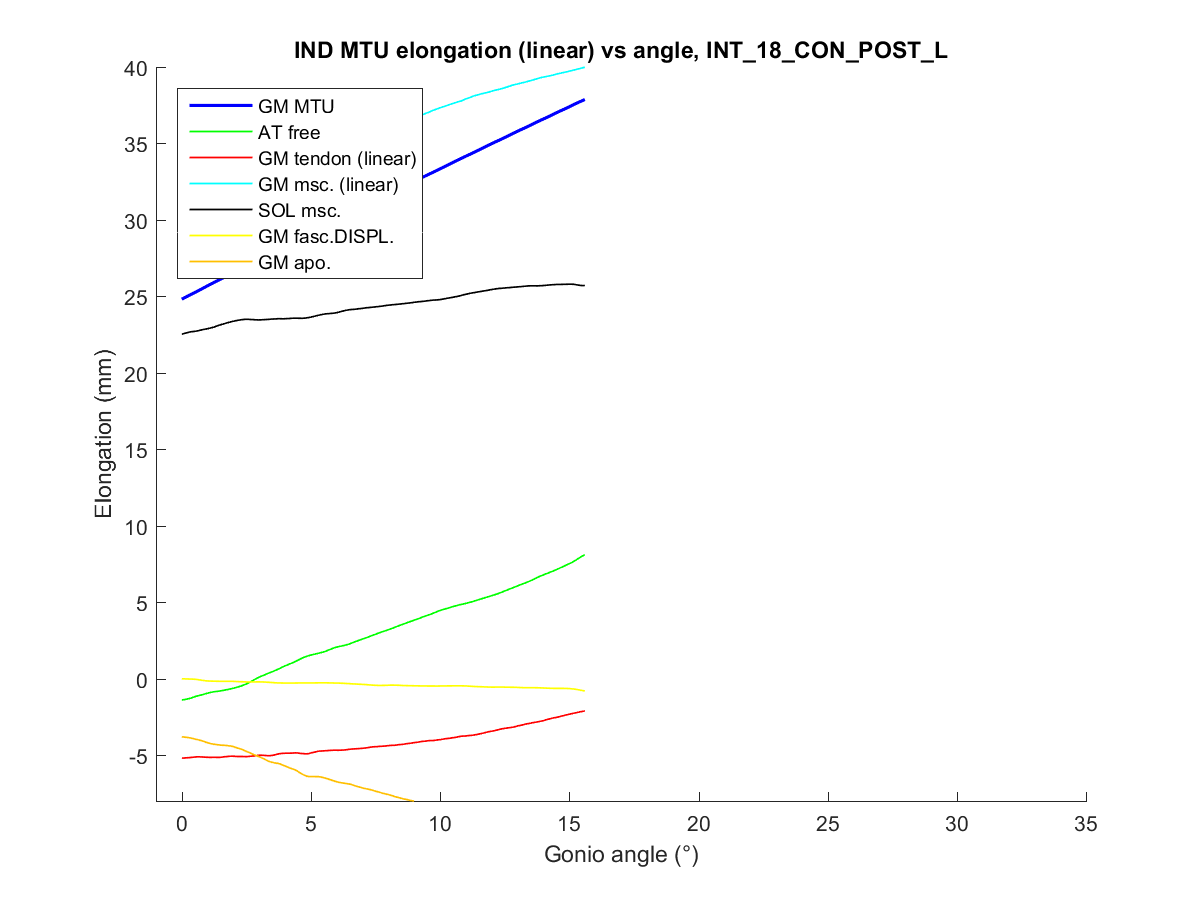 IND MTU elongation (linear) vs angle, INT_18_CON_POST_L
40
35
30
25
20
15
10
5
0
-5
Elongation (mm)
GM MTU
AT free
GM tendon (linear)
GM msc. (linear)
SOL msc.
GM fasc.DISPL.
GM apo.
0 5 10 15 20 25 30 35
Gonio angle (°)